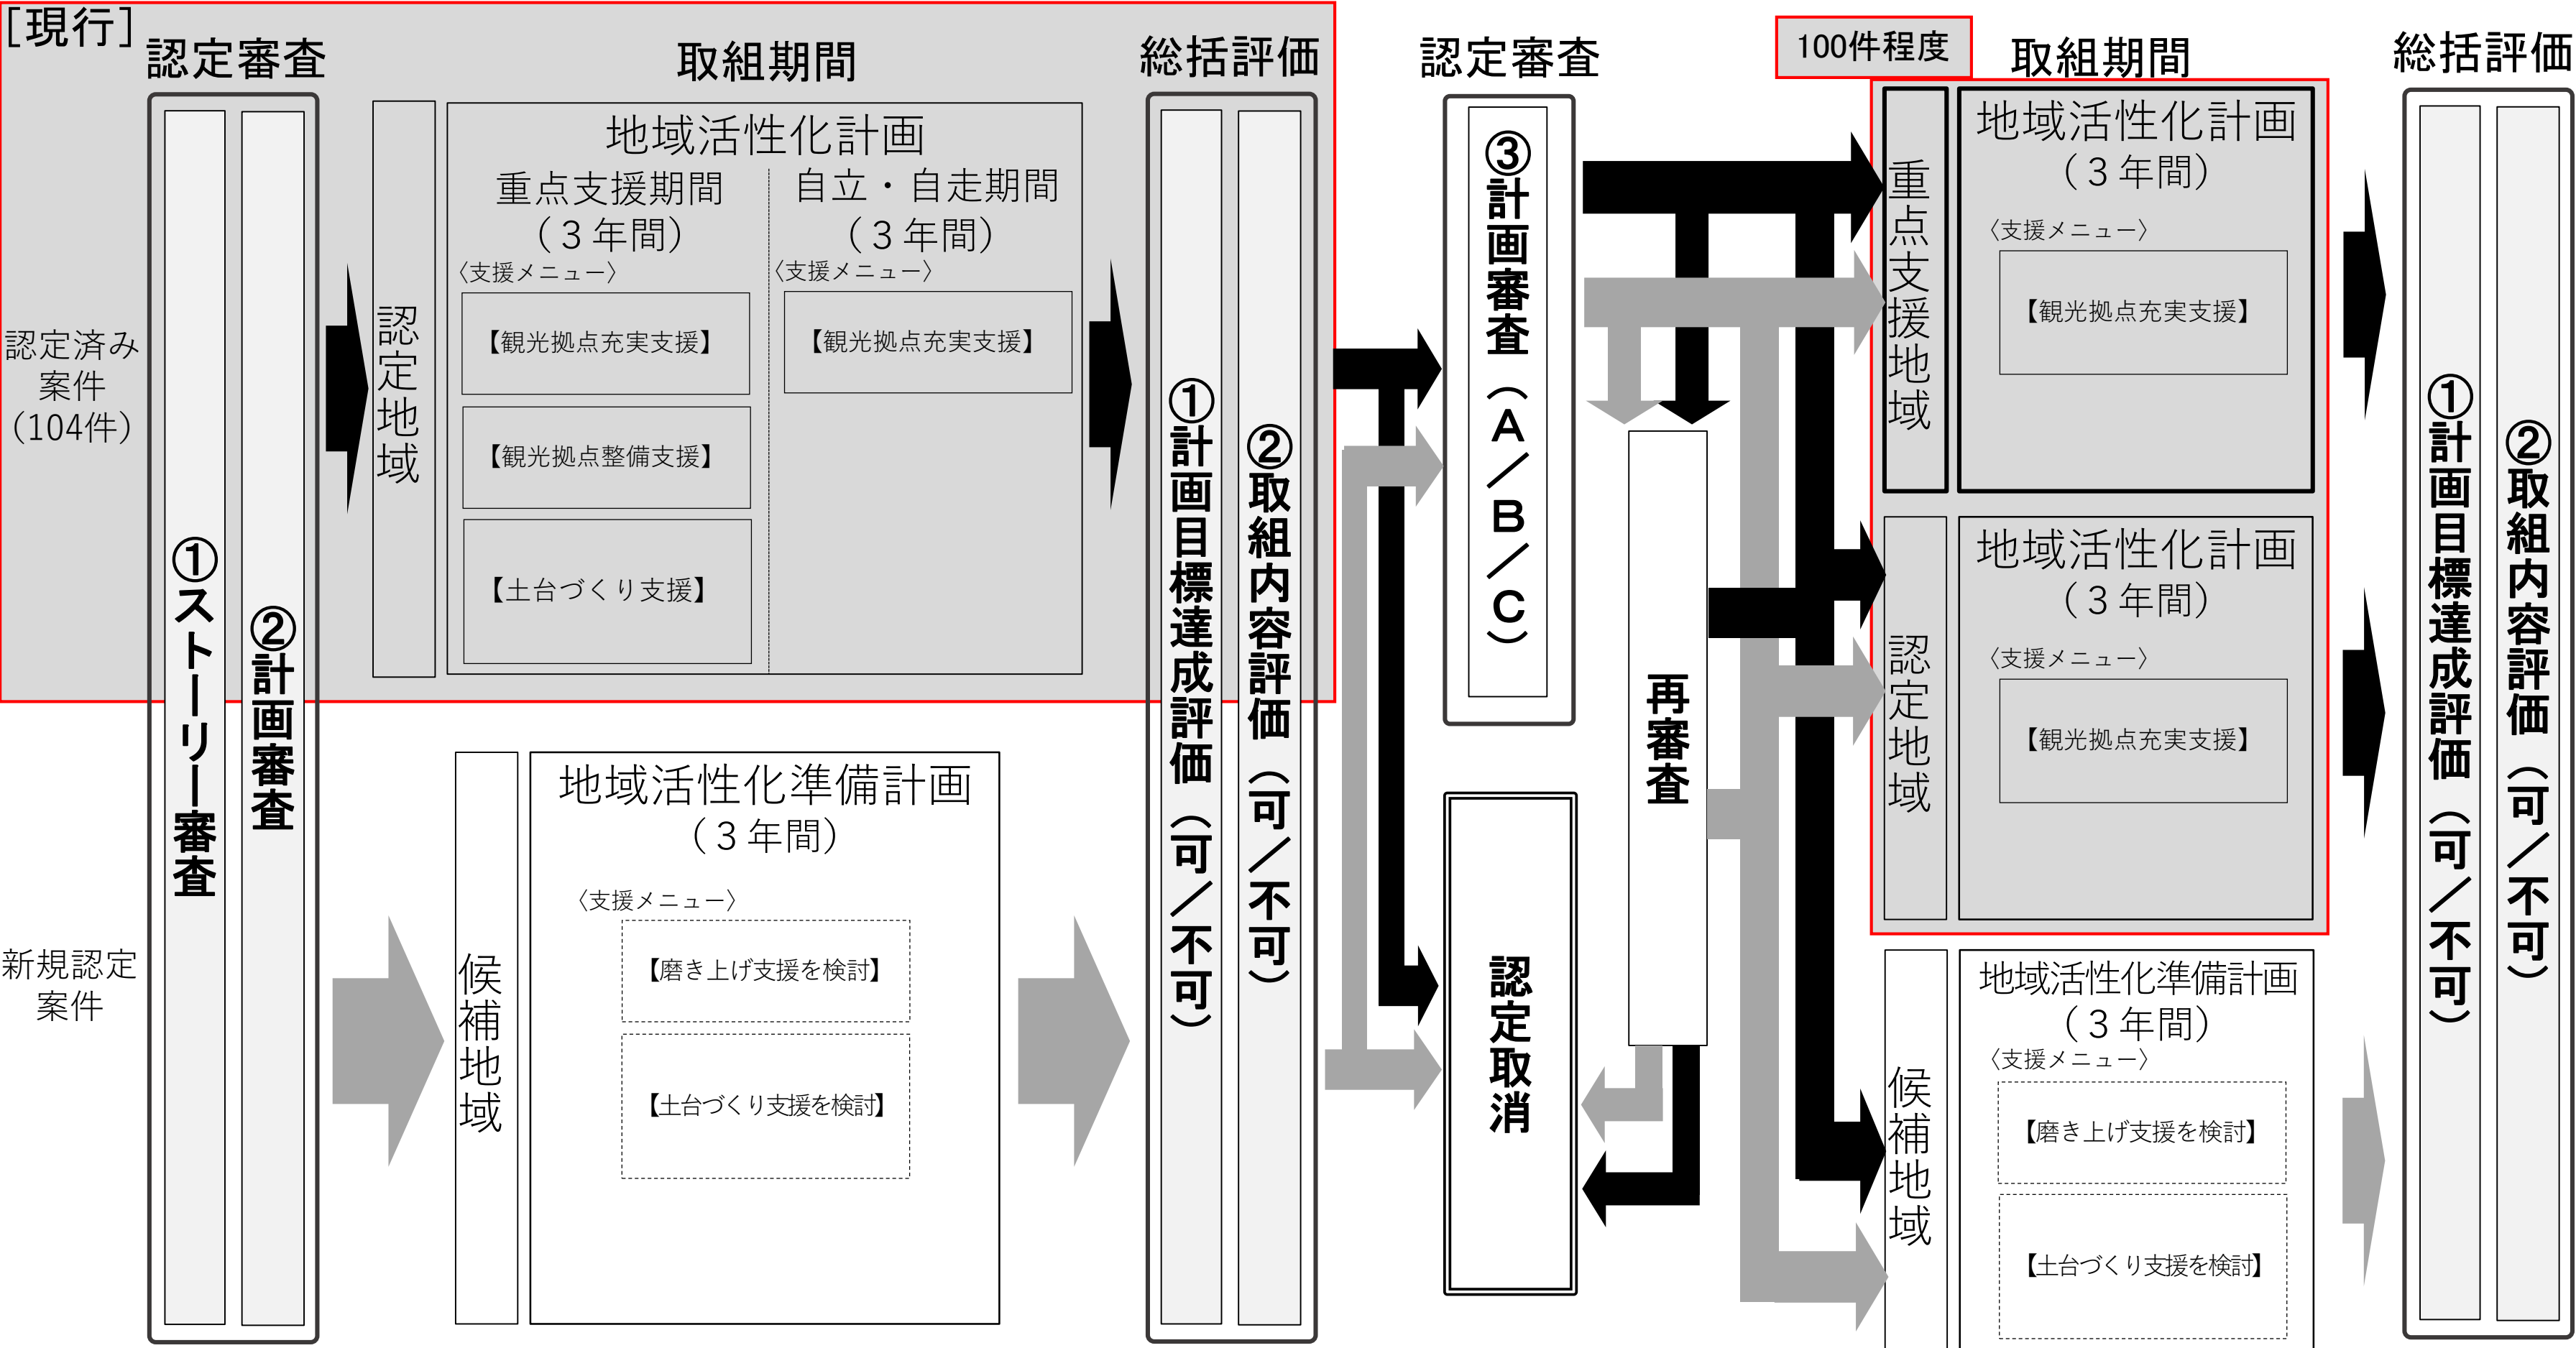 ［現行］
認定審査
取組期間
総括評価
認定審査
100件程度
取組期間
総括評価
認定済み
案件
（104件）
新規認定
案件
①ストーリー審査
②計画審査
認定地域
地域活性化計画
重点支援期間
（３年間）
〈支援メニュー〉
【観光拠点充実支援】
【観光拠点整備支援】
【土台づくり支援】
自立・自走期間
（３年間）
〈支援メニュー〉
【観光拠点充実支援】
候補地域
地域活性化準備計画
（３年間）
〈支援メニュー〉
【磨き上げ支援を検討】
【土台づくり支援を検討】
①計画目標達成評価（可／不可）
②取組内容評価（可／不可）
③計画審査（Ａ／Ｂ／Ｃ）
認定取消
再審査
重点支援地域
地域活性化計画
（３年間）
〈支援メニュー〉
【観光拠点充実支援】
認定地域
地域活性化計画
（３年間）
〈支援メニュー〉
【観光拠点充実支援】
候補地域
地域活性化準備計画
（３年間）
〈支援メニュー〉
【磨き上げ支援を検討】
【土台づくり支援を検討】
①計画目標達成評価（可／不可）
②取組内容評価（可／不可）